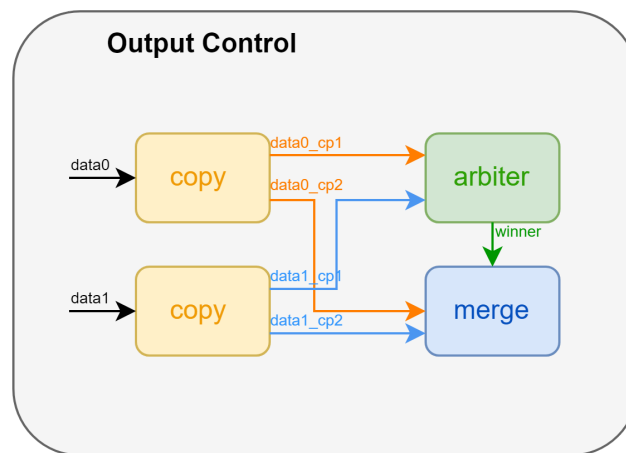 Output Control
data0
copy
data0_cp1
data0_cp2
arbiter
winner
data1
copy
data1_cp1
data1_cp2
merge